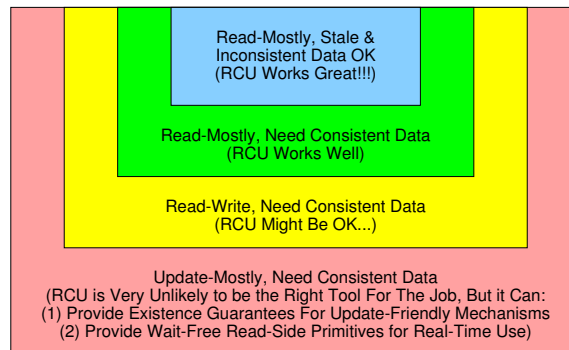 Read-Mostly, Stale &
Inconsistent Data OK
(RCU Works Great!!!)
Read-Mostly, Need Consistent Data
(RCU Works Well)
Read-Write, Need Consistent Data
(RCU Might Be OK...)
Update-Mostly, Need Consistent Data
(RCU is Very Unlikely to be the Right Tool For The Job, But it Can:
(1) Provide Existence Guarantees For Update-Friendly Mechanisms
(2) Provide Wait-Free Read-Side Primitives for Real-Time Use)